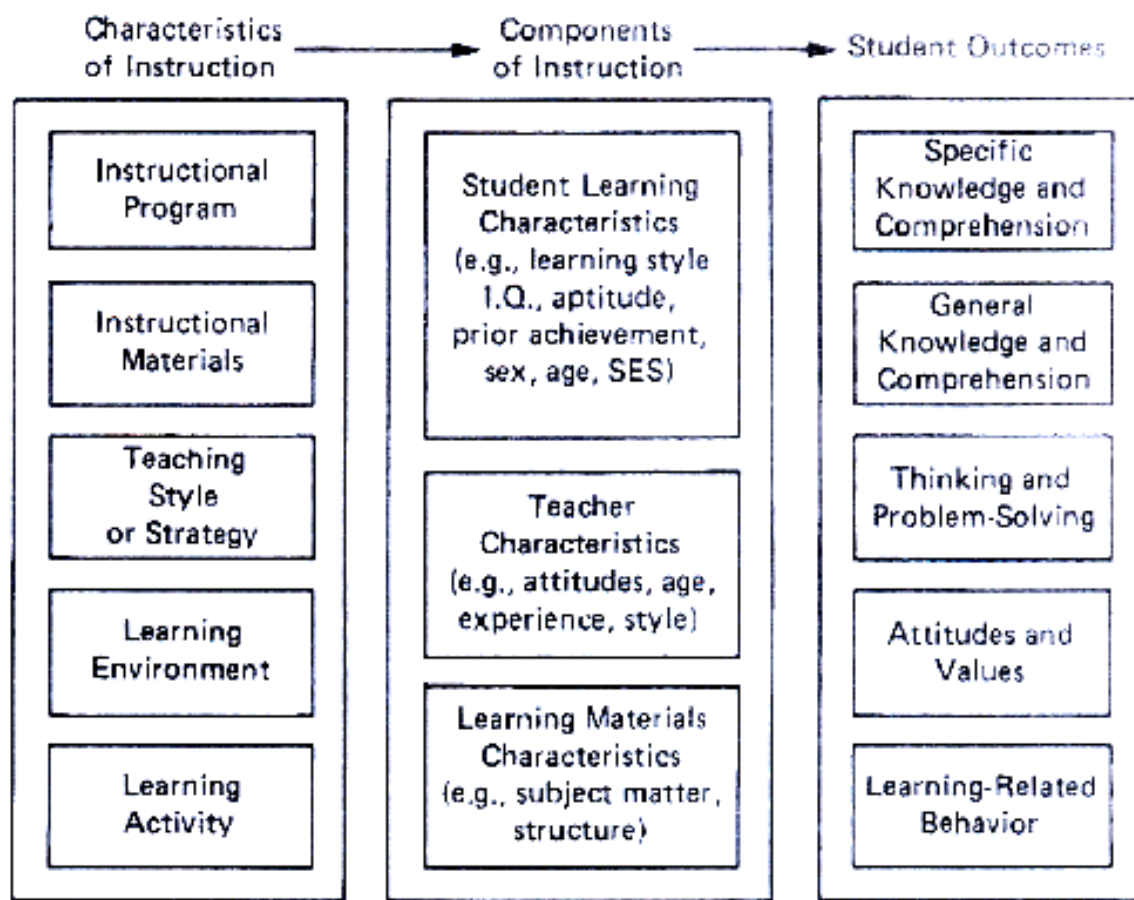 Characteristics
of Instruction
Components
of Instruction
Student Outcomes
Instructional
Program
Instructional
Materials
Teaching
Style
or Strategy
Learning
Environment
Learning
Activity
Student Learning
Characteristics
(e.g., learning style
I.Q., aptitude,
prior achievement,
sex, age, SES)
Teacher
Characteristics
(e.g., attitudes, age,
experience, style)
Learning Materials
Characteristics
(e.g., subject matter,
structure)
Specific
Knowledge and
Comprehension
General
Knowledge and
Comprehension
Thinking and
Problem-Solving
Attitudes and
Values
Learning-Related
Behavior